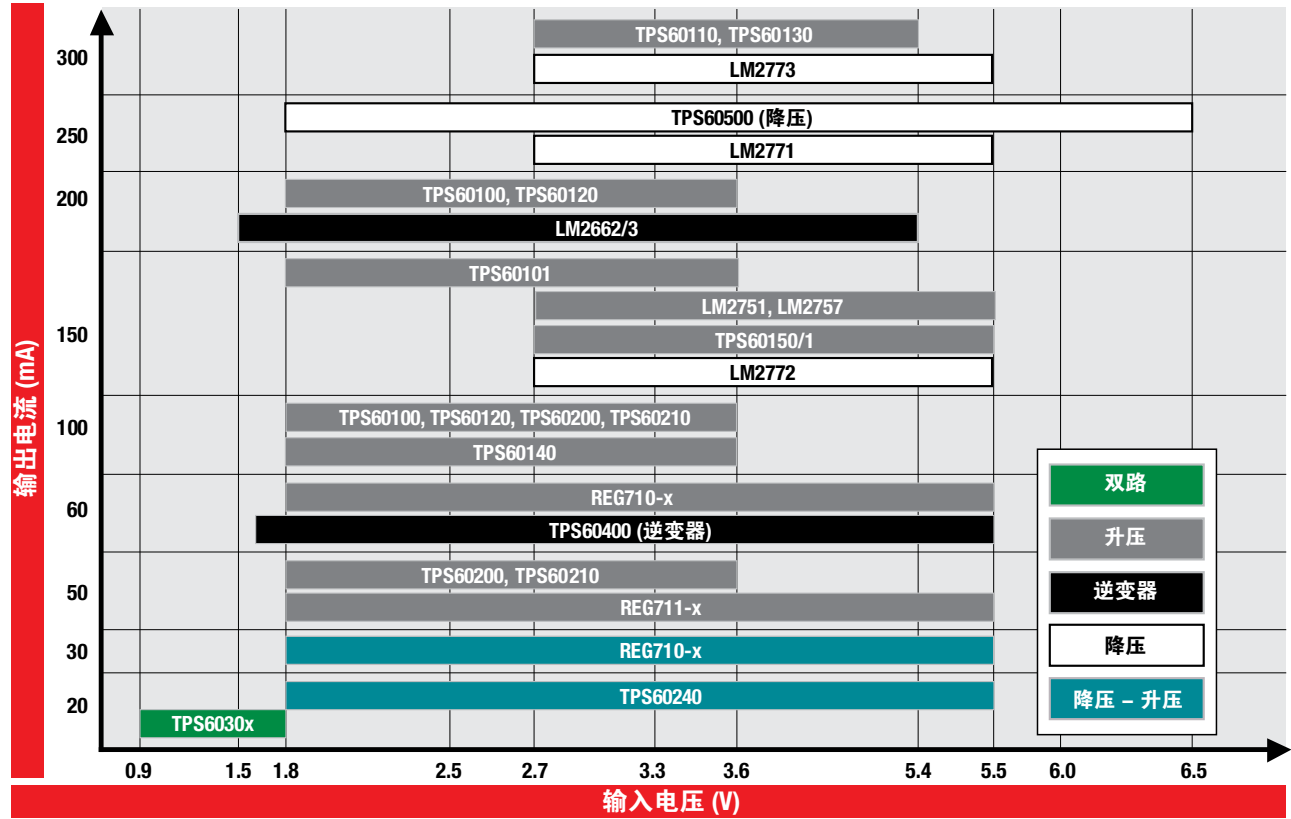 输出电流 (mA)
300
TPS60110, TPS60130
LM2773
250
TPS60500 (降压)
LM2771
200
TPS60100, TPS60120
LM2662/3
150
TPS60101
LM2751, LM2757
TPS60150/1
LM2772
100
TPS60100, TPS60120, TPS60200, TPS60210
TPS60140
60
REG710-x
TPS60400 (逆变器)
50
TPS60200, TPS60210
REG711-x
30
REG710-x
20
TPS60240
TPS6030x
双路
升压
逆变器
降压
降压 – 升压
0.9 1.5 1.8 2.5 2.7 3.3 3.6 5.4 5.5 6.0 6.5
输入电压 (V)